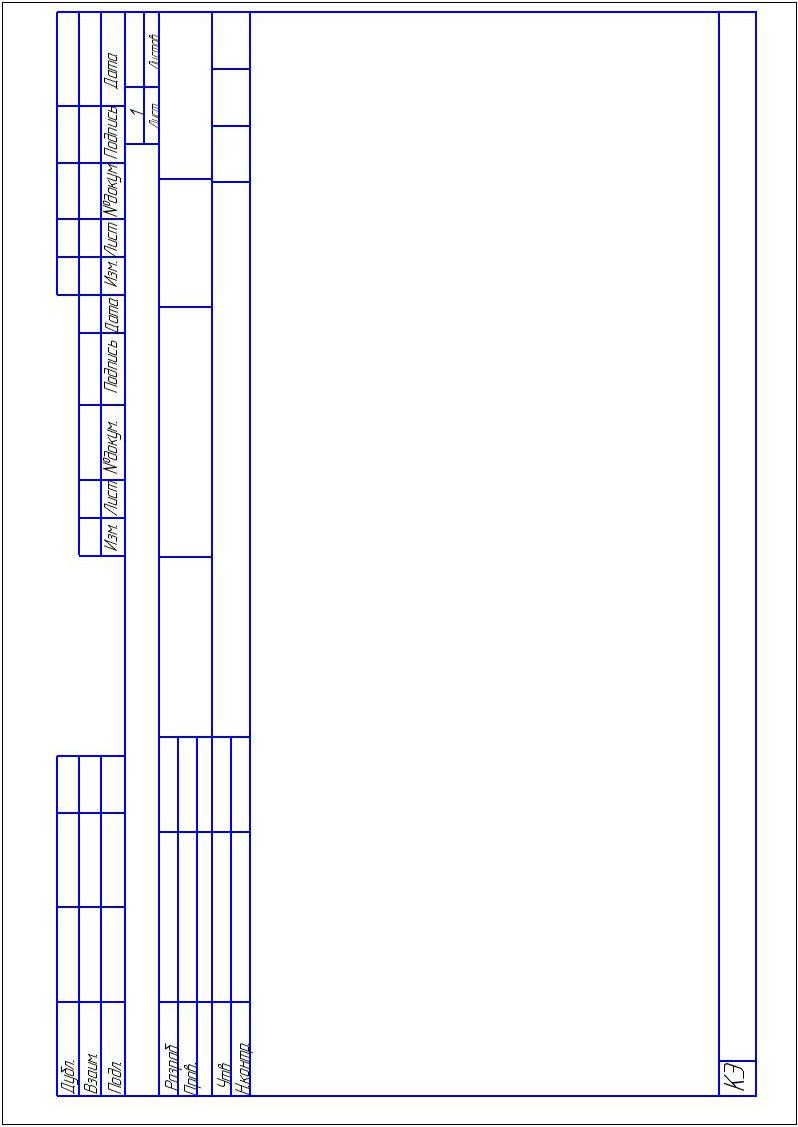 Дубл.
Взаим.
Подл.
Изм. Лист №докум. Подпись Дата Изм. Лист №докум. Подпись Дата
1
Лист Листов
Разраб
Пров.
Утв
Нконтр.
КЭ